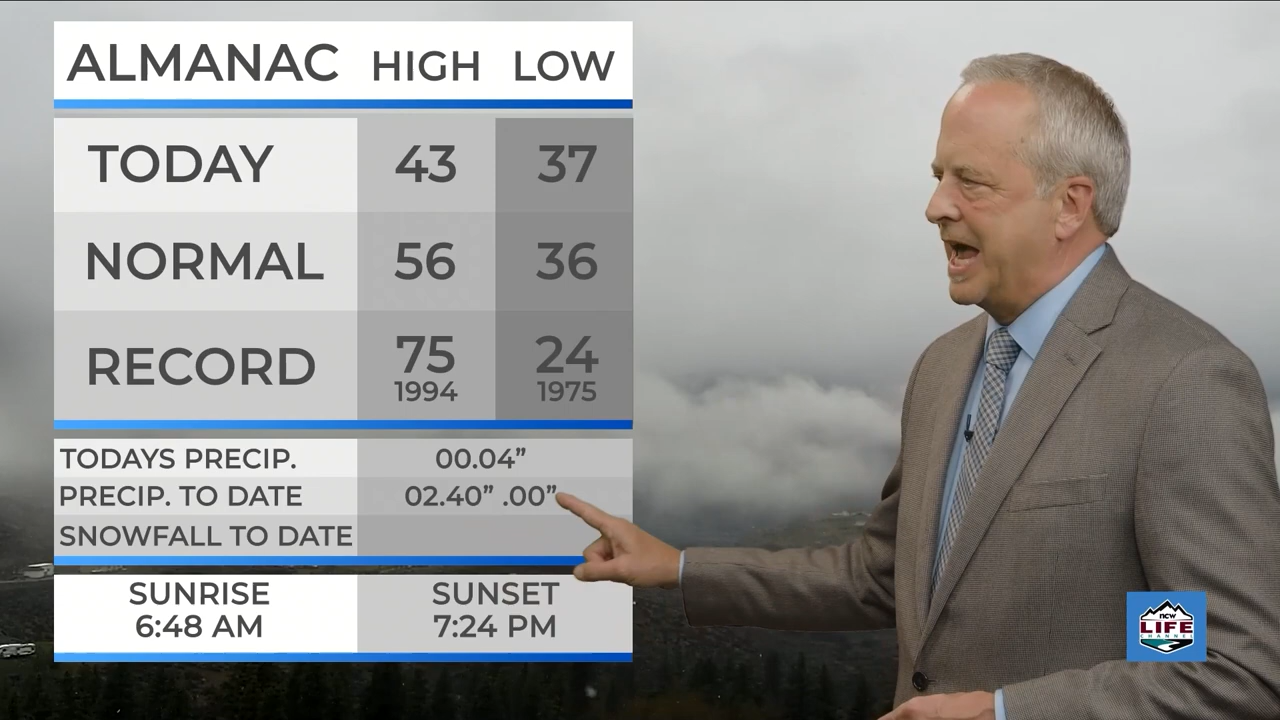 ALMANAC HIGH LOW
TODAY 43 37
NORMAL 56 36
RECORD 75 24
1994 1975
TODAYS PRECIP. 00.04”
PRECIP. TO DATE 02.40” .00”
SNOWFALL TO DATE
SUNRISE SUNSET
6:48 AM 7:24 PM
ncw
LIFE
CHANNEL